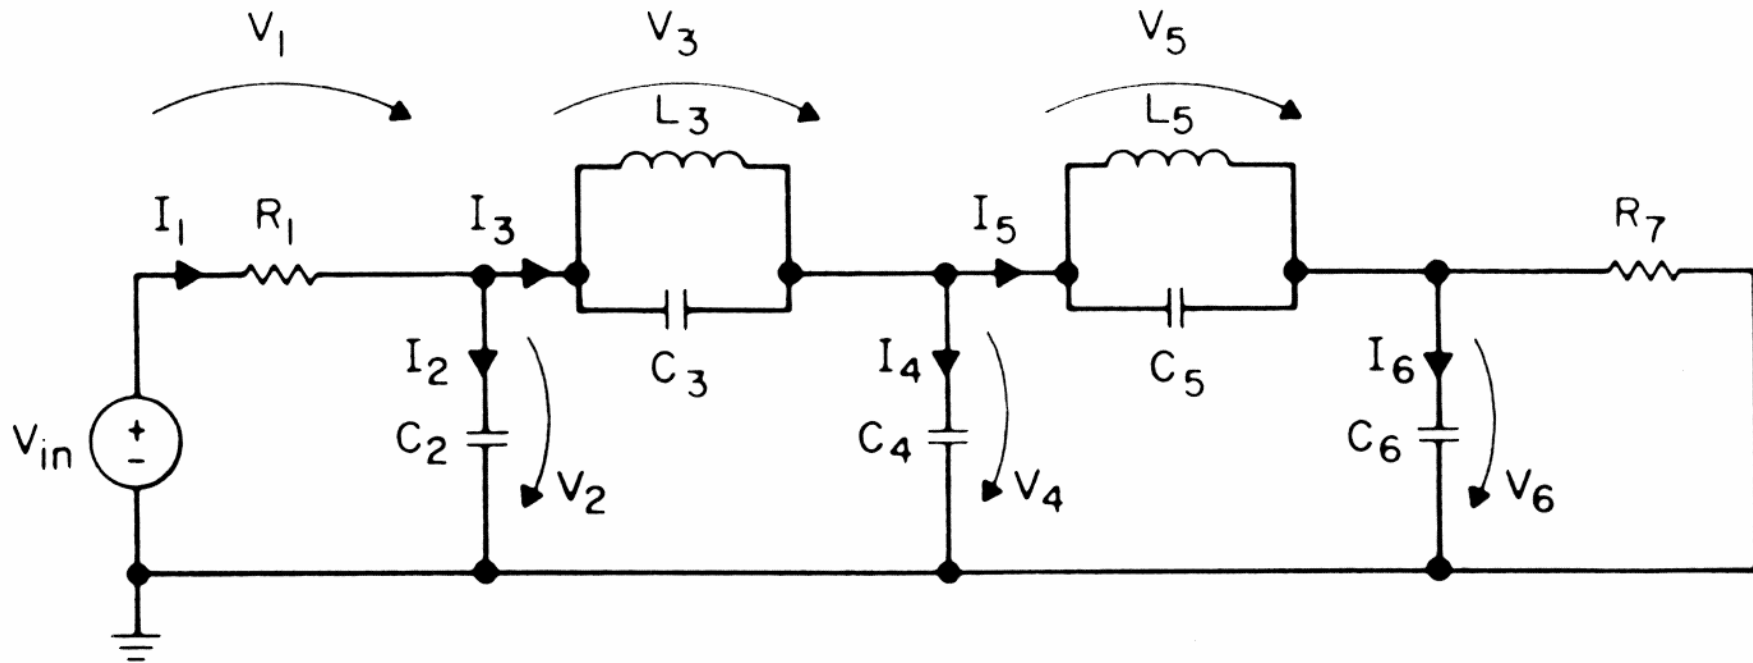 V1 V3 V5
L3 L5
I1 R1 I3 I5 R7
I2 C3 I4 C5 I6
Vin + - C2 V2 C4 V4 C6 V6